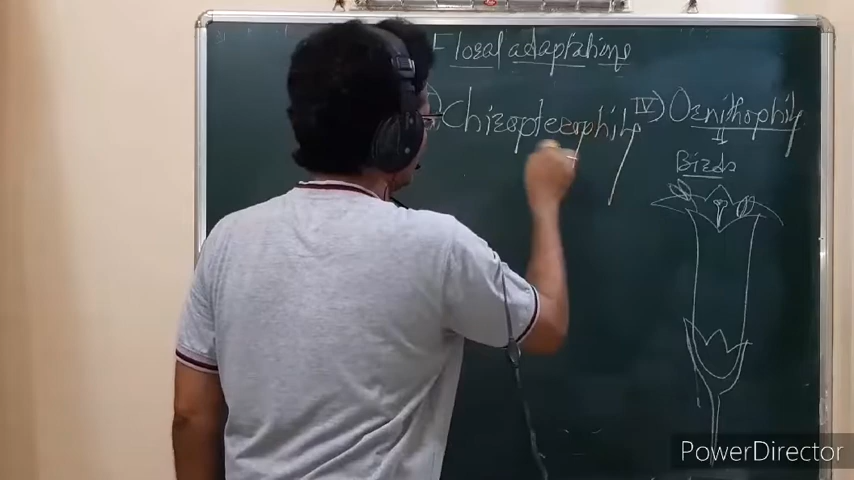 Floral adaptations
Chiropterophily
IV) Ornithophily
Birds
PowerDirector